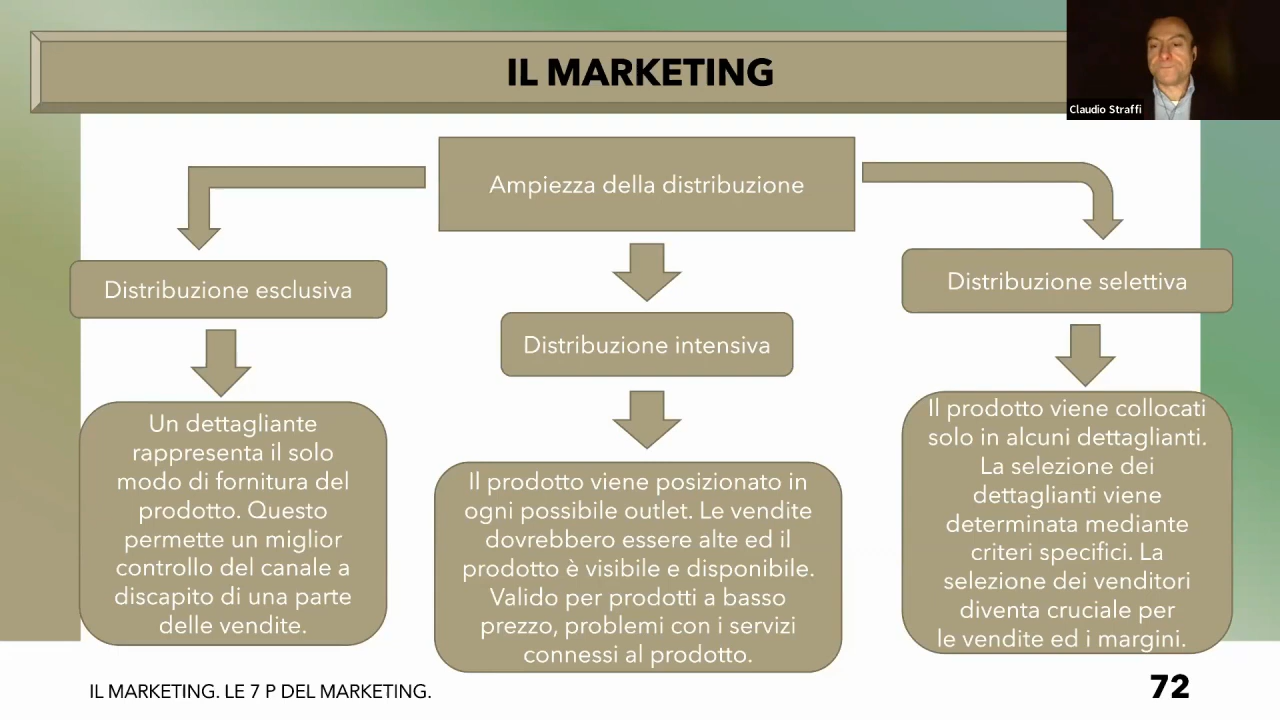 IL MARKETING
Claudio Straffi
Ampiezza della distribuzione
Distribuzione esclusiva
Un dettagliante
rappresenta il solo
modo di fornitura del
prodotto. Questo
permette un miglior
controllo del canale a
discapito di una parte
delle vendite.
Distribuzione intensiva
Il prodotto viene posizionato in
ogni possibile outlet. Le vendite
dovrebbero essere alte ed il
prodotto è visibile e disponibile.
Valido per prodotti a basso
prezzo, problemi con i servizi
connessi al prodotto.
Distribuzione selettiva
Il prodotto viene collocati
solo in alcuni dettaglianti.
La selezione dei
dettaglianti viene
determinata mediante
criteri specifici. La
selezione dei venditori
diventa cruciale per
le vendite ed i margini.
IL MARKETING. LE 7 P DEL MARKETING.
72